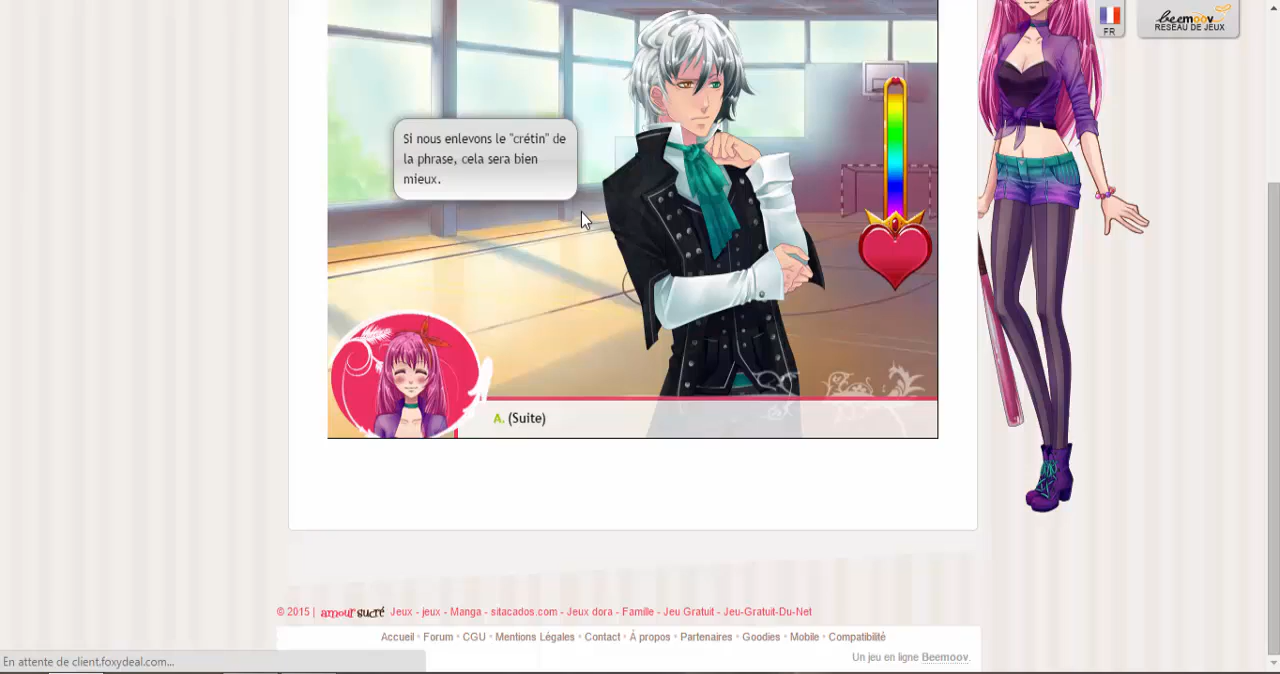 FR
beemoov
RESEAU DE JEUX
Si nous enlevons le "crétin" de
la phrase, cela sera bien
mieux.
A. (Suite)
© 2015 | amour sucré Jeux - jeux - Manga - sitacados.com - Jeux dora - Famille - Jeu Gratuit - Jeu-Gratuit-Du-Net
Accueil • Forum • CGU • Mentions Légales • Contact • Á propos • Partenaires • Goodies • Mobile • Compatibilité
Un jeu en ligne Beemoov.
En attente de client.foxydeal.com...